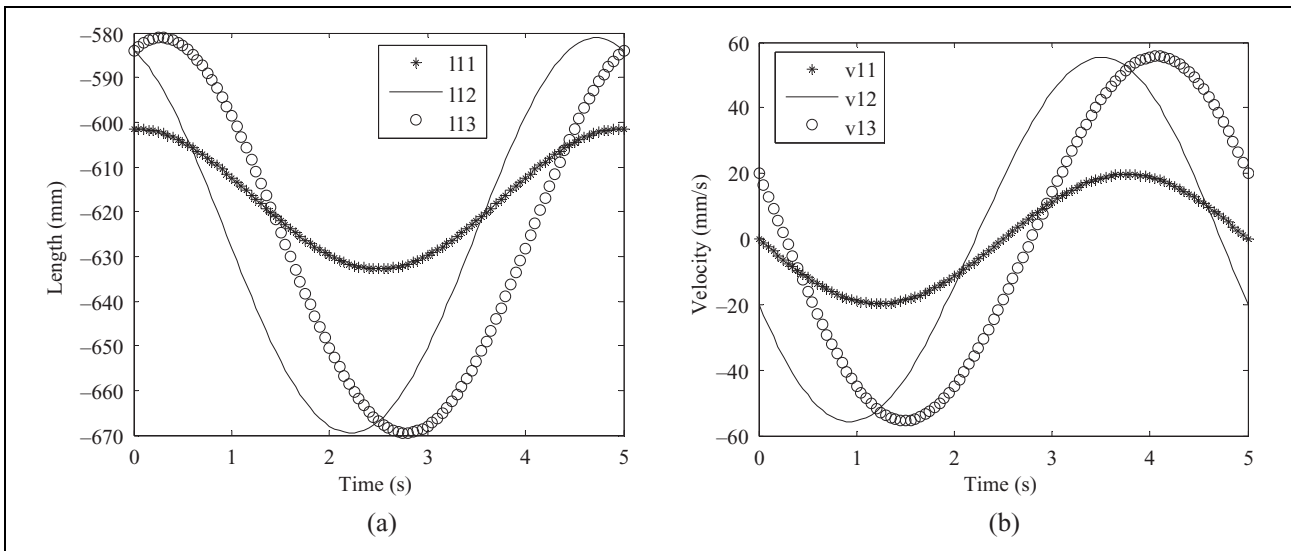 –580
–590
–600
–610
–620
–630
–640
–650
–660
–670
Length (mm)
l11
l12
l13
0 1 2 3 4 5
Time (s)
(a)
60
40
20
0
–20
–40
–60
Velocity (mm/s)
v11
v12
v13
0 1 2 3 4 5
Time (s)
(b)